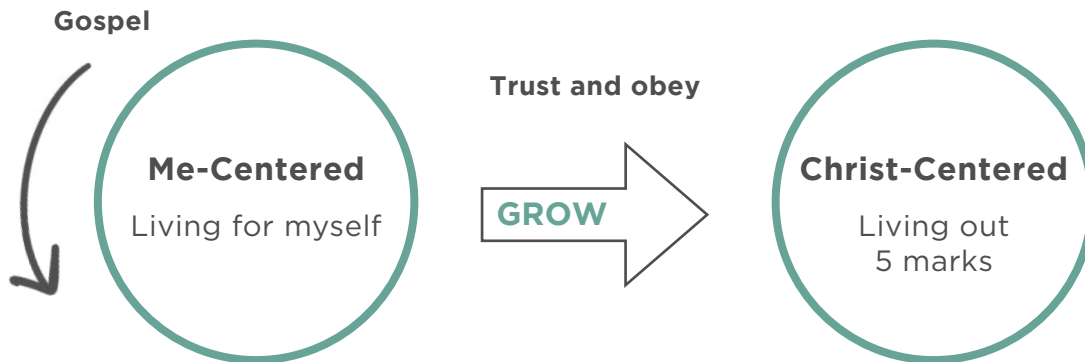 Gospel
Me-Centered
Living for myself
Trust and obey
GROW
Christ-Centered
Living out
5 marks